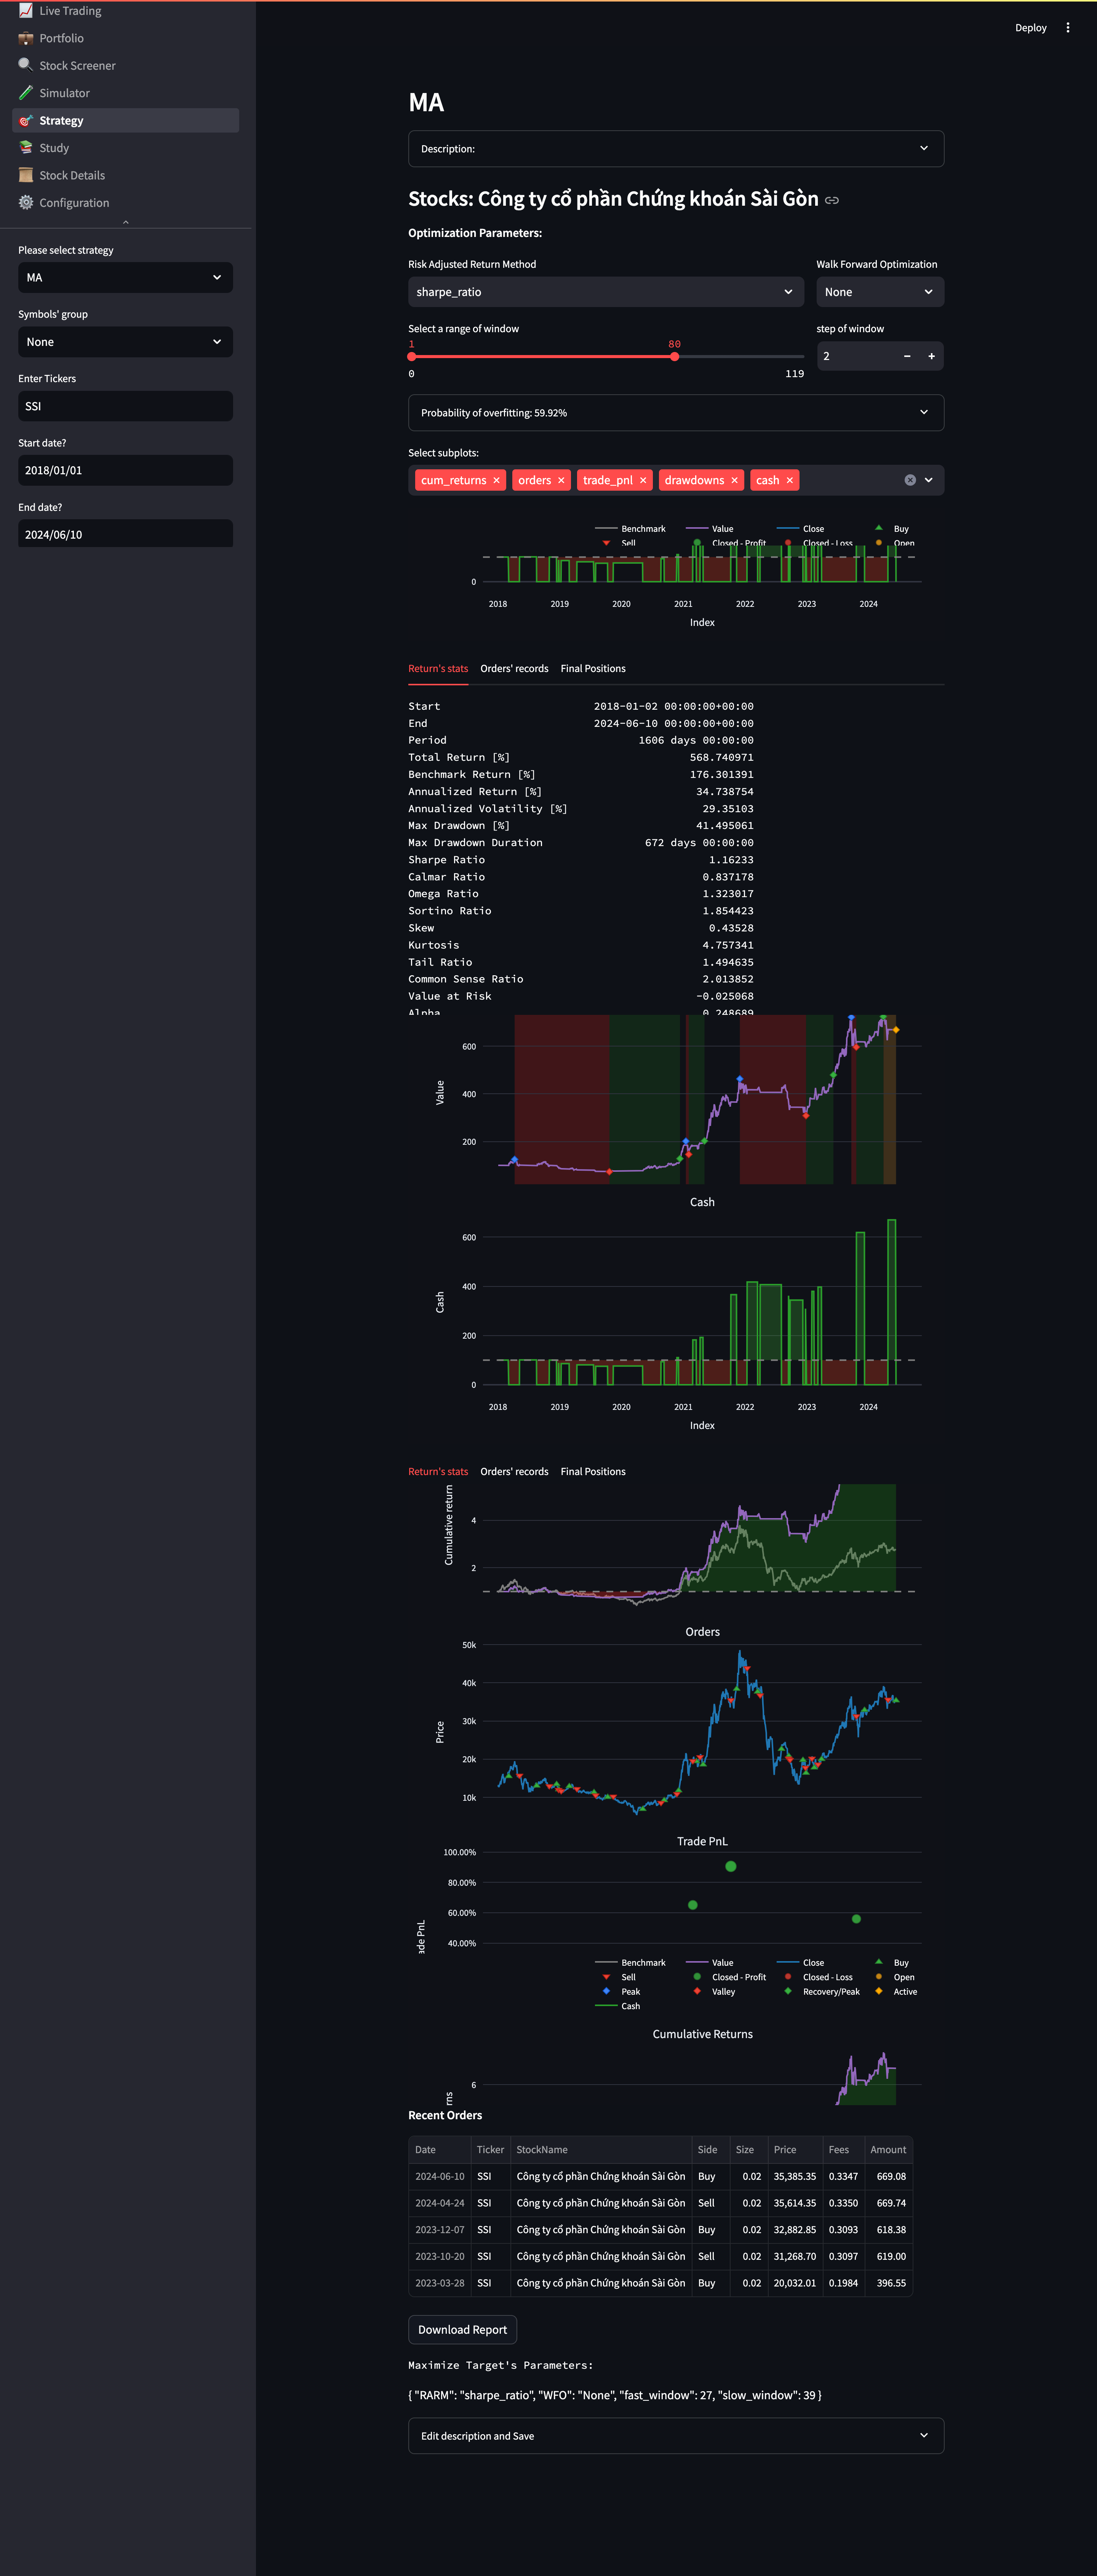 Live Trading
Portfolio
Stock Screener
Simulator
Strategy
Study
Stock Details
Configuration
Please select strategy
MA
Symbols' group
None
Enter Tickers
SSI
Start date?
2018/01/01
End date?
2024/06/10
Deploy
MA
Description:
Stocks: Công ty cổ phần Chứng khoán Sài Gòn
Optimization Parameters:
Risk Adjusted Return Method
sharpe_ratio
Walk Forward Optimization
None
Select a range of window
1 80
0 119
step of window
2 − +
Probability of overfitting: 59.92%
Select subplots:
cum_returns orders trade_pnl drawdowns cash
Benchmark Value Close Buy
Sell Closed - Profit Closed - Loss Open
0
2018 2019 2020 2021 2022 2023 2024
Index
Return's stats Orders' records Final Positions
Start 2018-01-02 00:00:00+00:00
End 2024-06-10 00:00:00+00:00
Period 1606 days 00:00:00
Total Return [%] 568.740971
Benchmark Return [%] 176.301391
Annualized Return [%] 34.738754
Annualized Volatility [%] 29.35103
Max Drawdown [%] 41.495061
Max Drawdown Duration 672 days 00:00:00
Sharpe Ratio 1.16233
Calmar Ratio 0.837178
Omega Ratio 1.323017
Sortino Ratio 1.854423
Skew 0.43528
Kurtosis 4.757341
Tail Ratio 1.494635
Common Sense Ratio 2.013852
Value at Risk -0.025068
Alpha 0.248689
600
400
200
Value
Cash
600
400
200
0
Cash
2018 2019 2020 2021 2022 2023 2024
Index
Return's stats Orders' records Final Positions
Cumulative return
4
2
Orders
50k
40k
30k
20k
10k
Price
Trade PnL
100.00%
80.00%
60.00%
40.00%
ade PnL
Benchmark Value Close Buy
Sell Closed - Profit Closed - Loss Open
Peak Valley Recovery/Peak Active
Cash
Cumulative Returns
6
ns
Recent Orders
Date Ticker StockName Side Size Price Fees Amount
2024-06-10 SSI Công ty cổ phần Chứng khoán Sài Gòn Buy 0.02 35,385.35 0.3347 669.08
2024-04-24 SSI Công ty cổ phần Chứng khoán Sài Gòn Sell 0.02 35,614.35 0.3350 669.74
2023-12-07 SSI Công ty cổ phần Chứng khoán Sài Gòn Buy 0.02 32,882.85 0.3093 618.38
2023-10-20 SSI Công ty cổ phần Chứng khoán Sài Gòn Sell 0.02 31,268.70 0.3097 619.00
2023-03-28 SSI Công ty cổ phần Chứng khoán Sài Gòn Buy 0.02 20,032.01 0.1984 396.55
Download Report
Maximize Target's Parameters:
{ "RARM": "sharpe_ratio", "WFO": "None", "fast_window": 27, "slow_window": 39 }
Edit description and Save